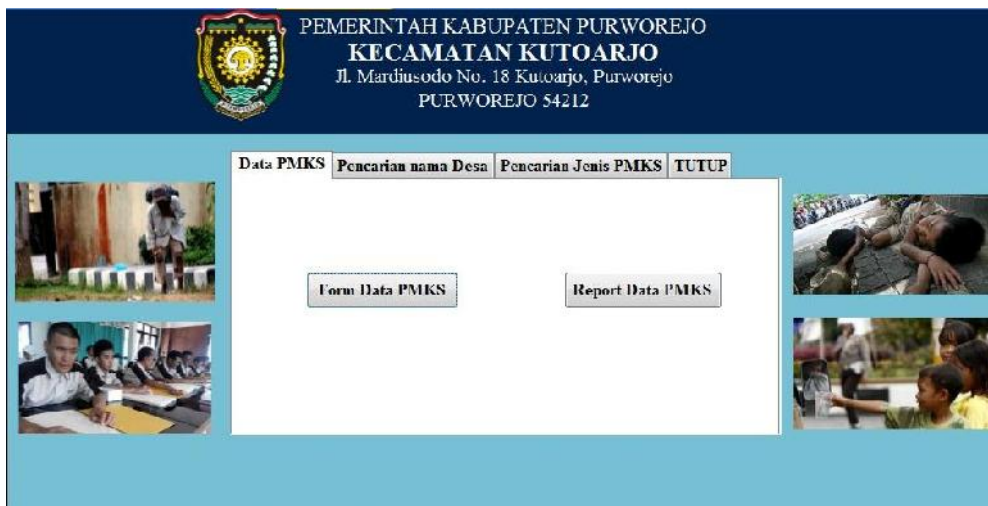 PEMERINTAH KABUPATEN PURWOREJO
KECAMATAN KUTOARJO
Jl. Mardiusodo No. 18 Kutoarjo, Purworejo
PURWOREJO 54212
Data PMKS Pencarian nama Desa Pencarian Jenis PMKS TUTUP
Form Data PMKS Report Data PMKS